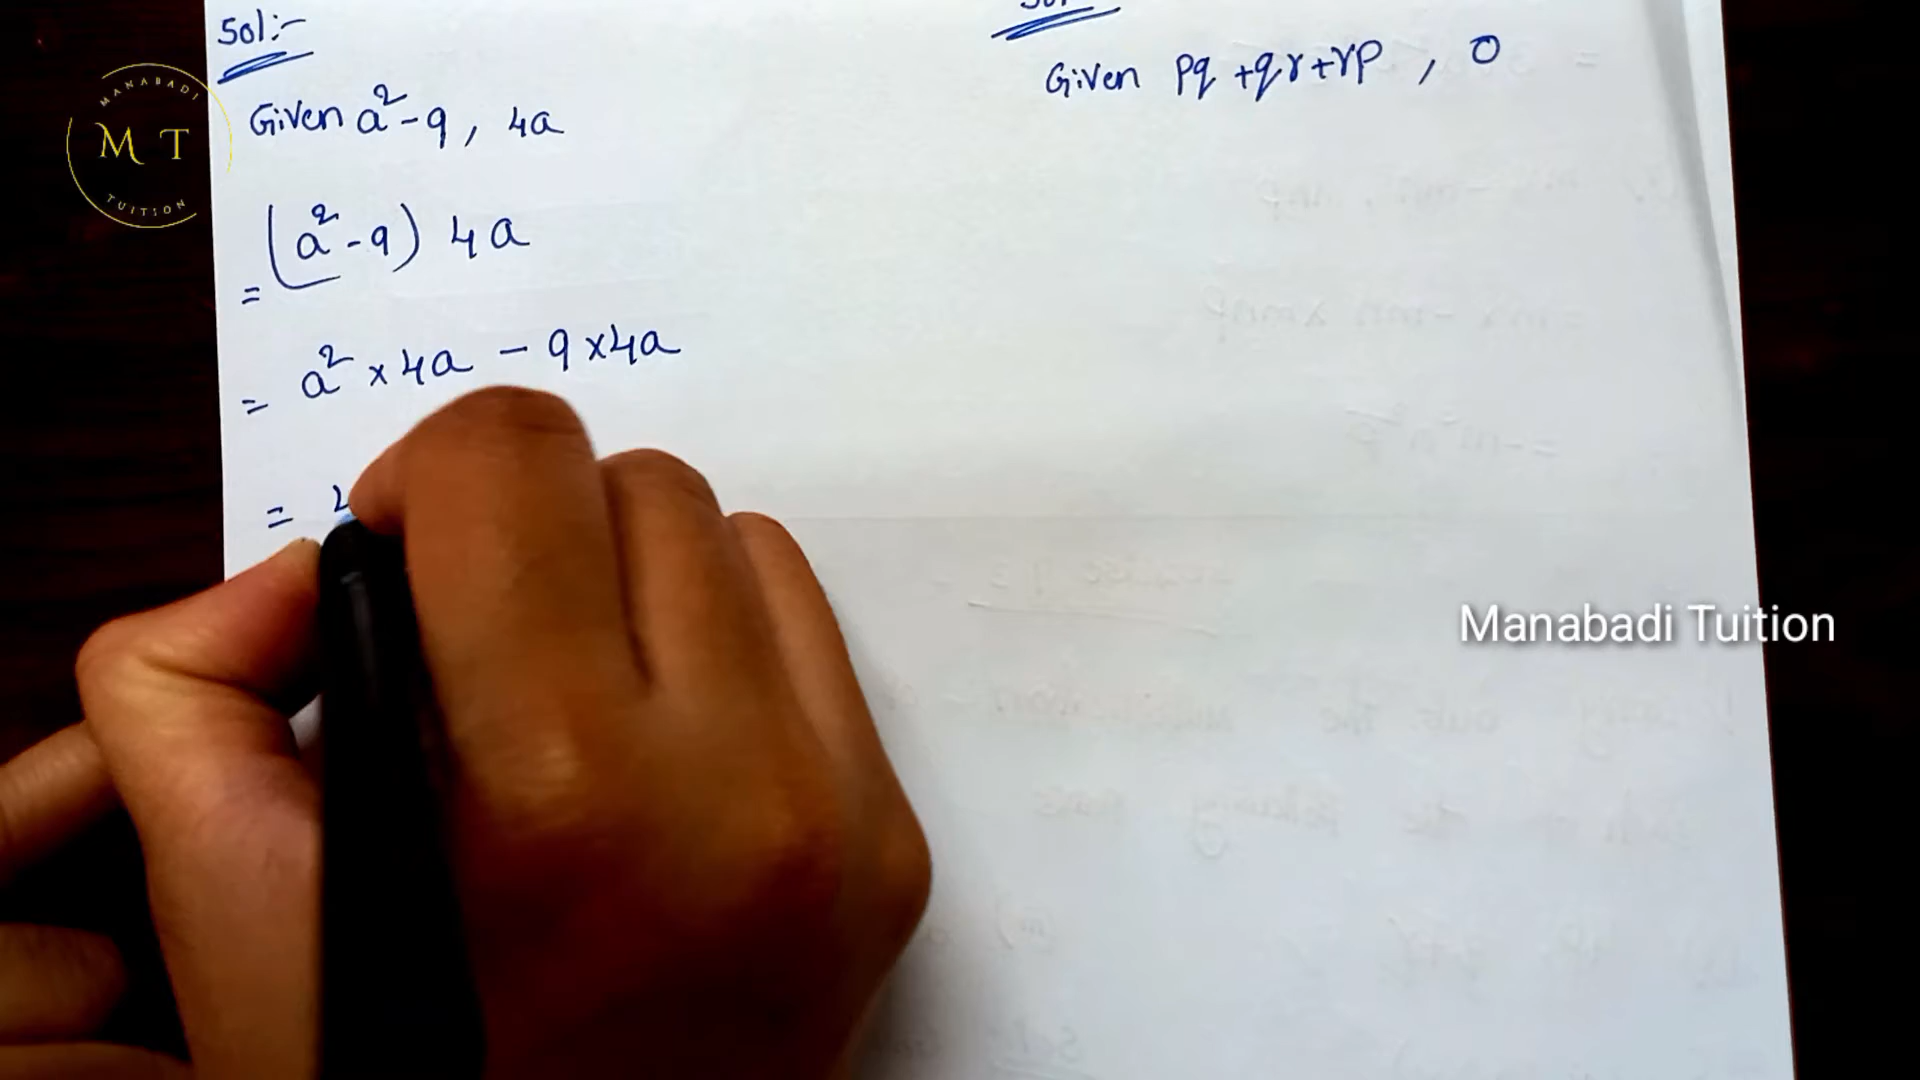 Sol:-
Given a²-9, 4a
= (a²-9) 4a
= a² × 4a - 9×4a
= 4
Given pq +qr+rp , 0
MANABADI
M T
TUITION
Manabadi Tuition